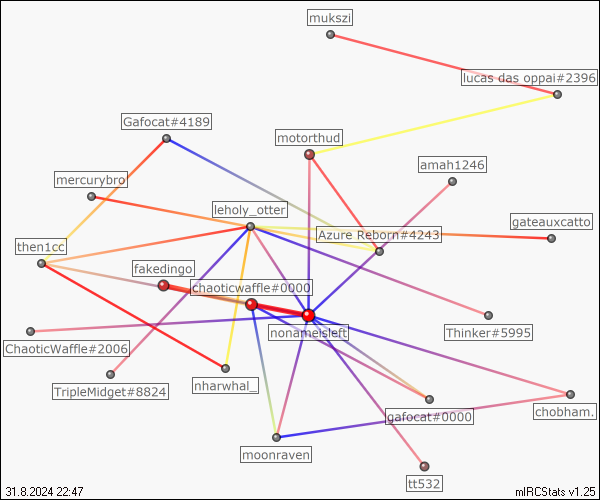 mukszi
lucas das oppai#2396
Gafocat#4189
motorthud
amah1246
mercurybro
leholy_otter
gateauxcatto
Azure Reborn#4243
then1cc
fakedingo
chaoticwaffle#0000
nonameisleft
Thinker#5995
ChaoticWaffle#2006
TripleMidget#8824
nharwhal_
gafocat#0000
chobham.
moonraven
tt532
31.8.2024 22:47
mIRCStats v1.25